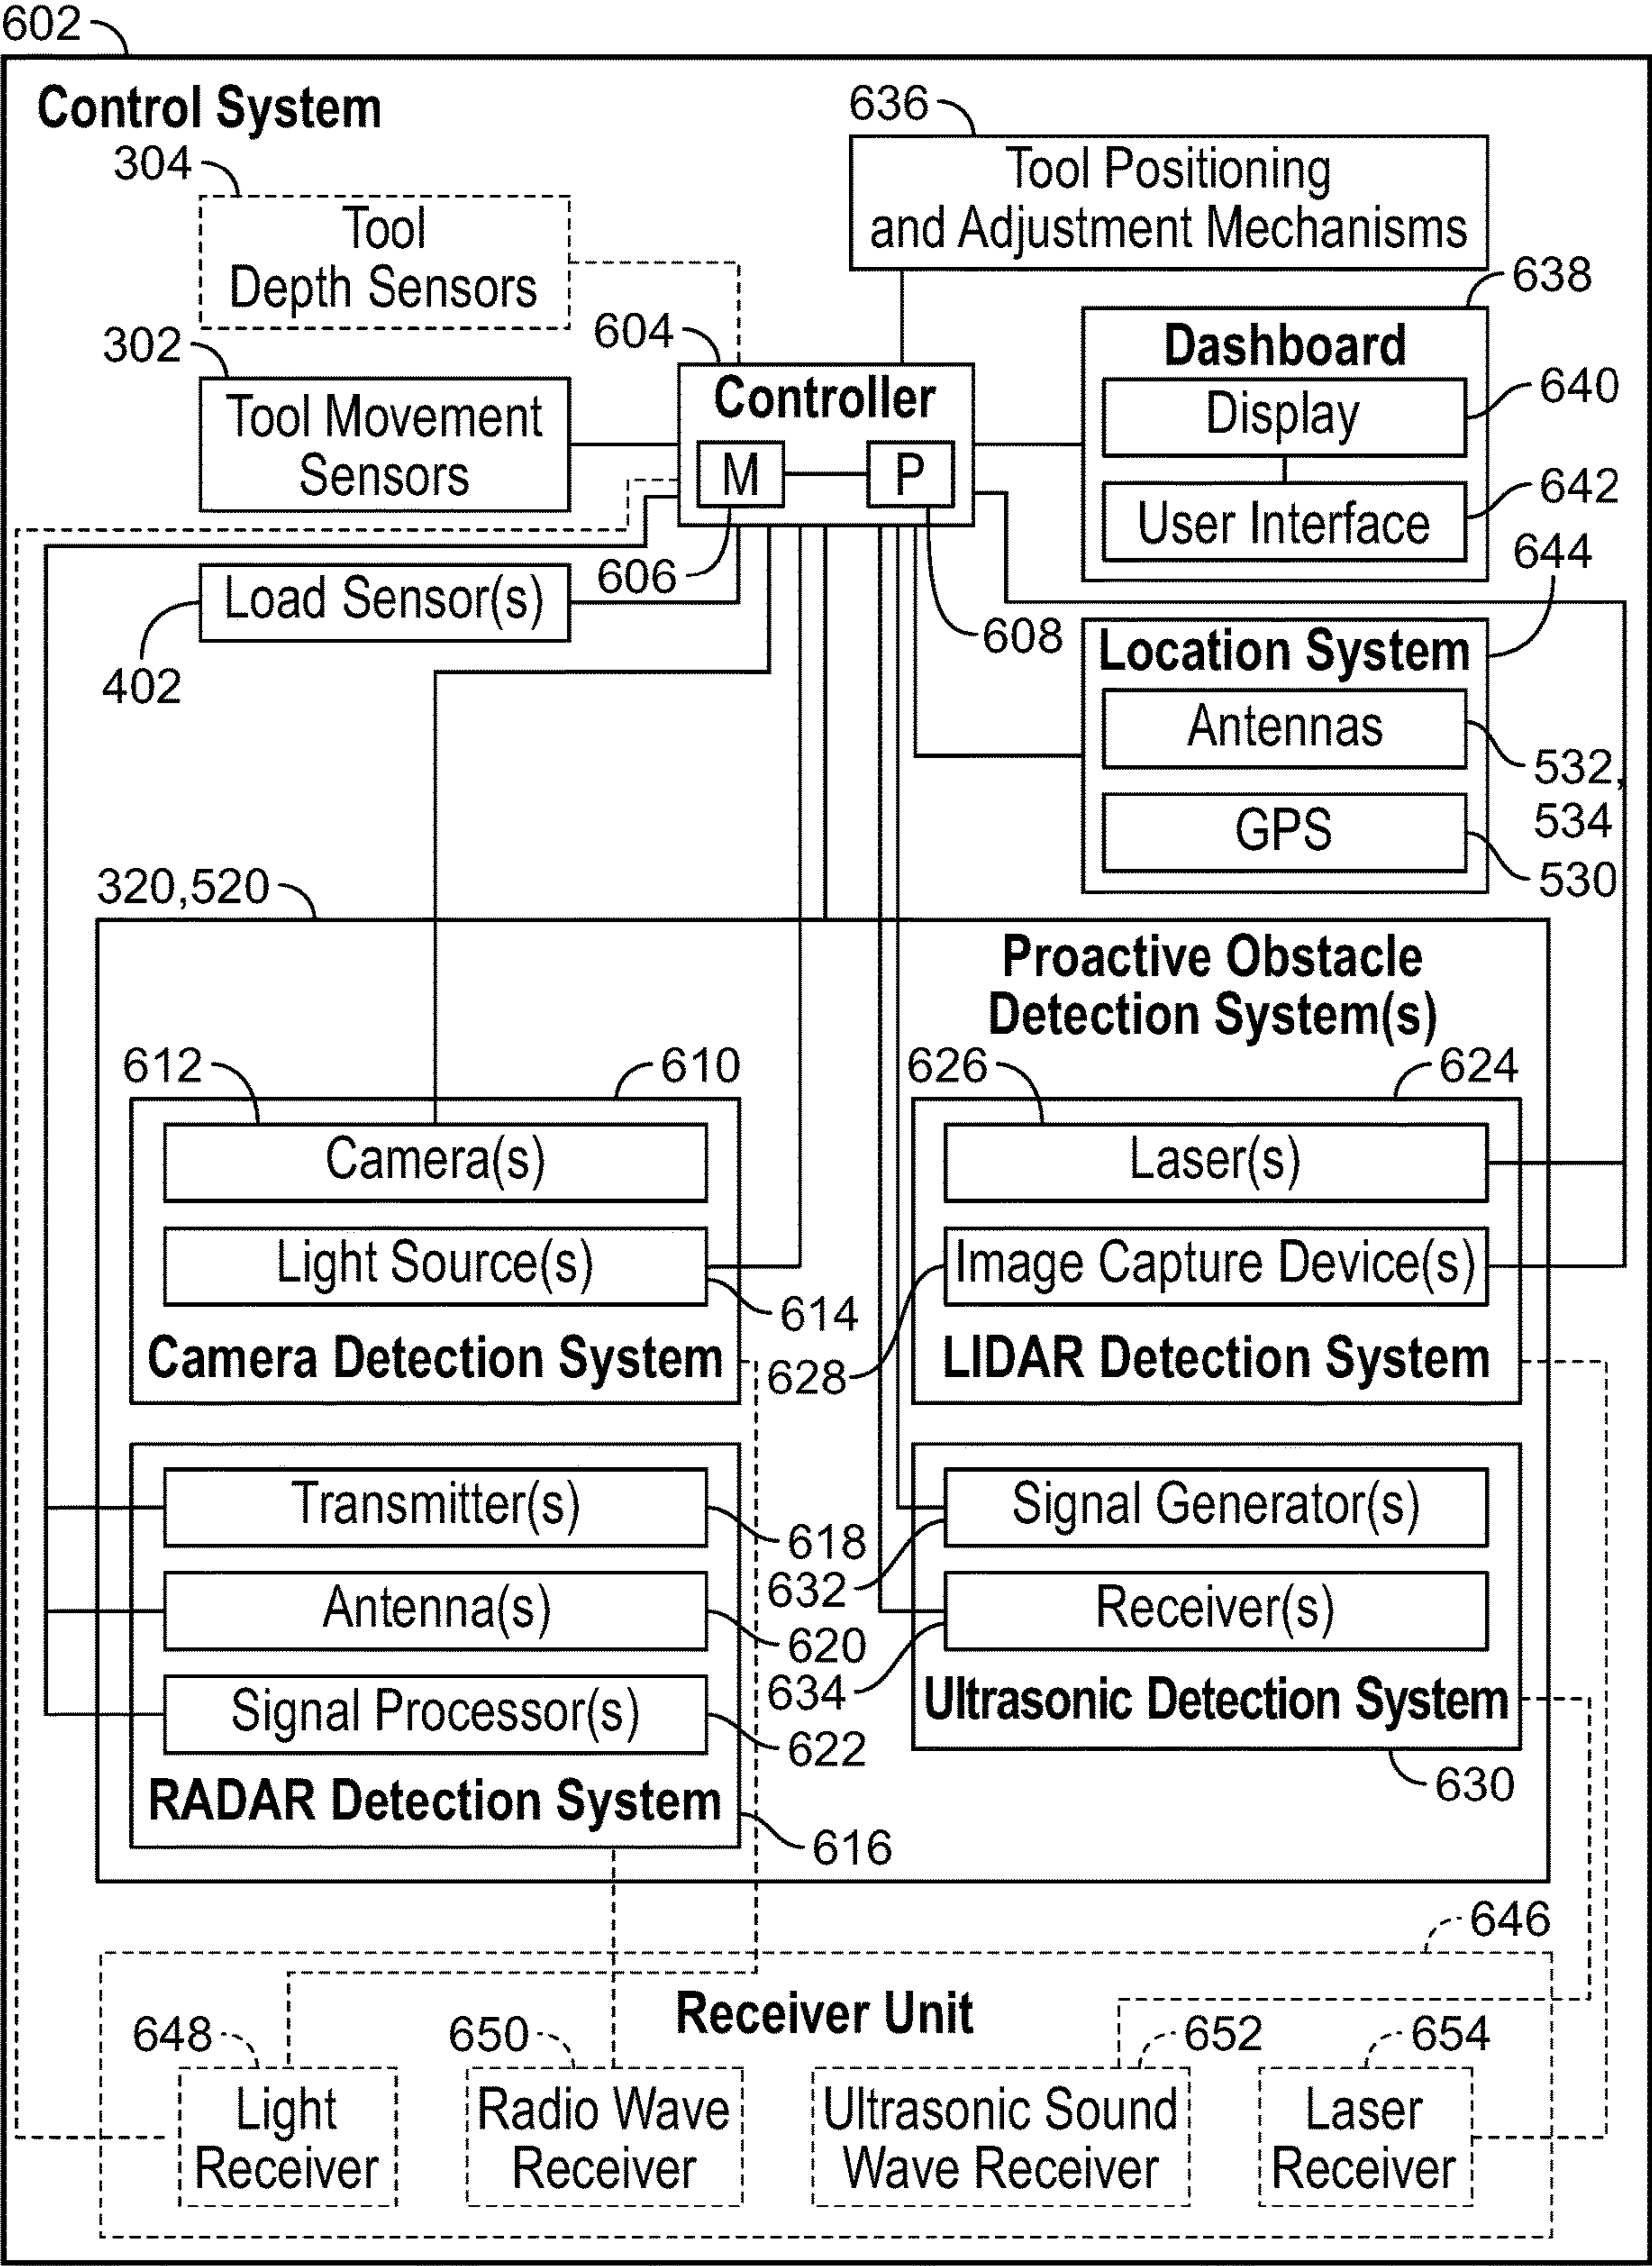 602
Control System
304
Tool
Depth Sensors
636
Tool Positioning
and Adjustment Mechanisms
302
Tool Movement
Sensors
604
Controller
M
P
606
608
638
Dashboard
Display
640
User Interface
642
Load Sensor(s)
402
644
Location System
Antennas
532,
534
GPS
530
320,520
Proactive Obstacle
Detection System(s)
612
610
Camera(s)
Light Source(s)
614
Camera Detection System
626
624
Laser(s)
Image Capture Device(s)
628
LIDAR Detection System
Transmitter(s)
618
Antenna(s)
620
Signal Processor(s)
622
RADAR Detection System
616
Signal Generator(s)
632
Receiver(s)
634
Ultrasonic Detection System
630
646
Receiver Unit
648
Light
Receiver
650
Radio Wave
Receiver
652
Ultrasonic Sound
Wave Receiver
654
Laser
Receiver